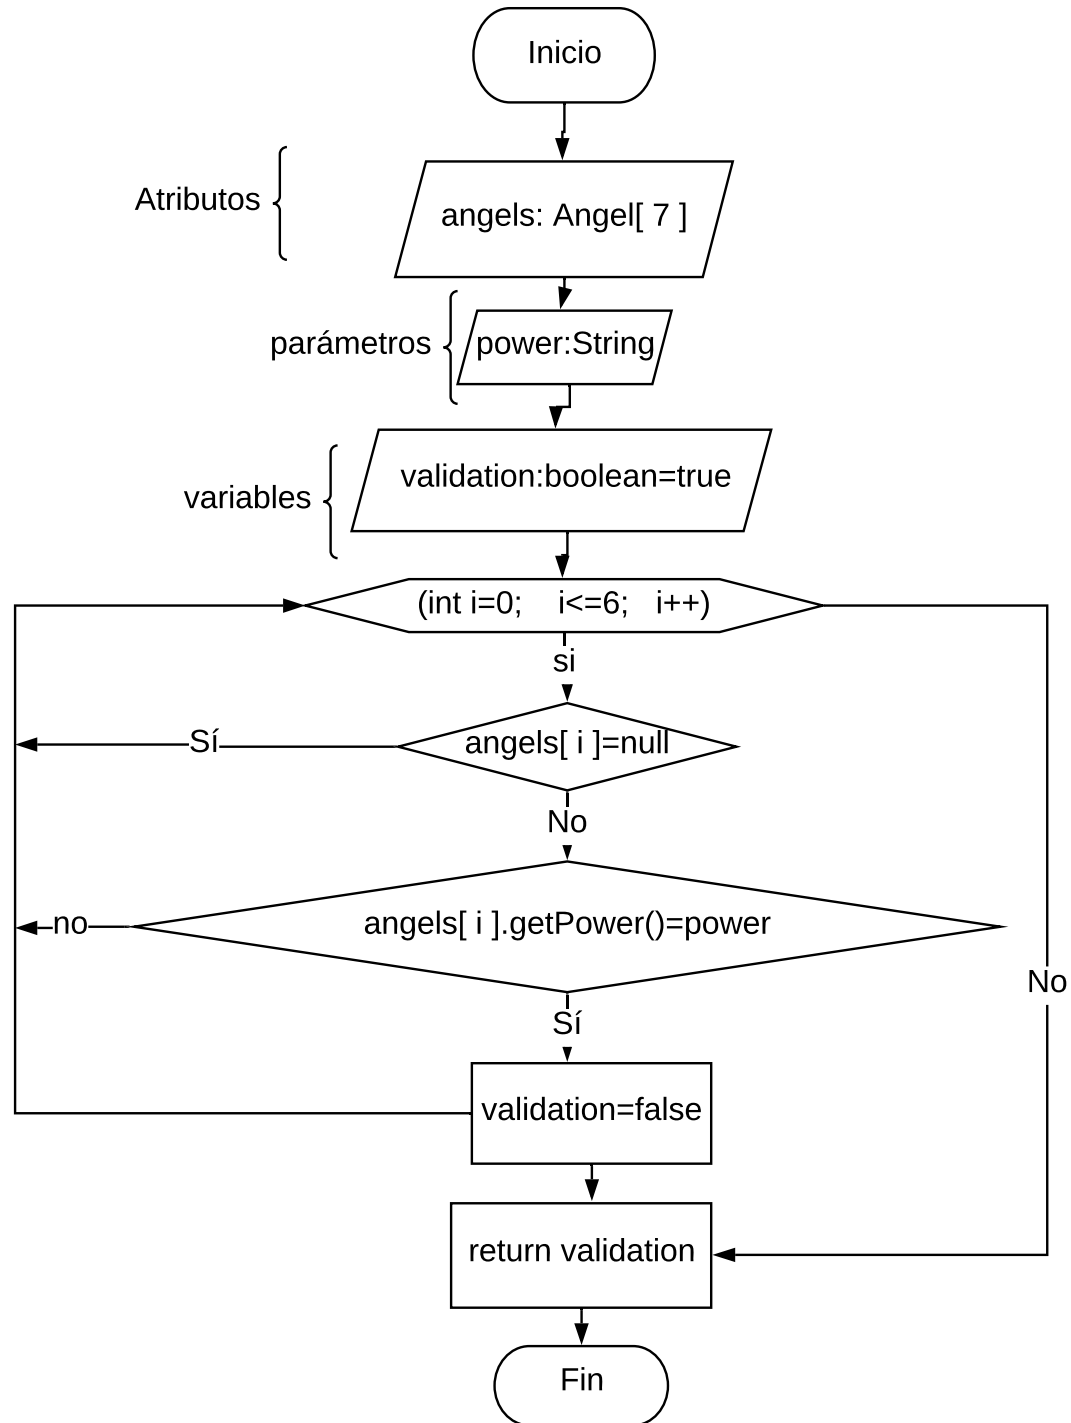 Inicio
Atributos
angels: Angel[ 7 ]
parámetros
power:String
validation:boolean=true
variables
(int i=0; i<=6; i++)
si
Sí
angels[ i ]=null
No
no
angels[ i ].getPower()=power
No
Sí
validation=false
return validation
Fin